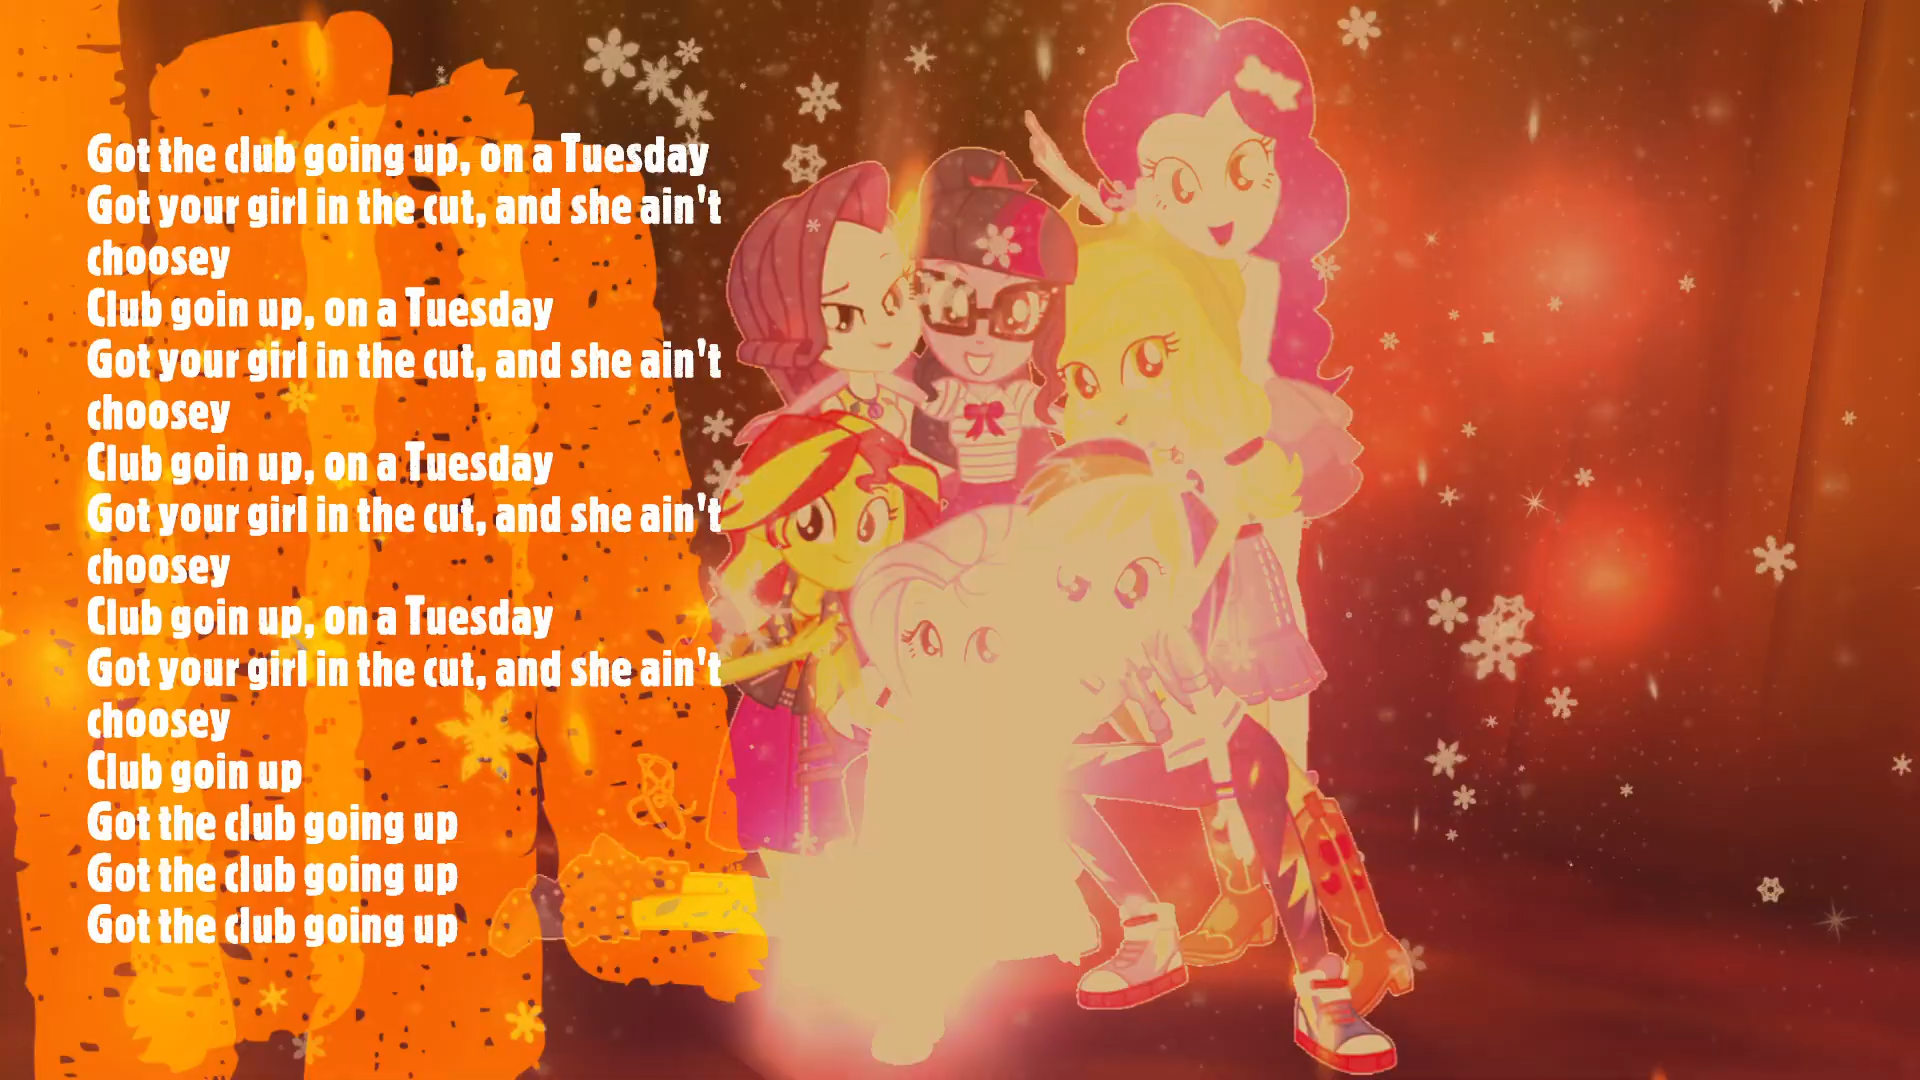 Got the club going up, on a Tuesday
Got your girl in the cut, and she ain't
choosey
Club goin up, on a Tuesday
Got your girl in the cut, and she ain't
choosey
Club goin up, on a Tuesday
Got your girl in the cut, and she ain't
choosey
Club goin up, on a Tuesday
Got your girl in the cut, and she ain't
choosey
Club goin up
Got the club going up
Got the club going up
Got the club going up